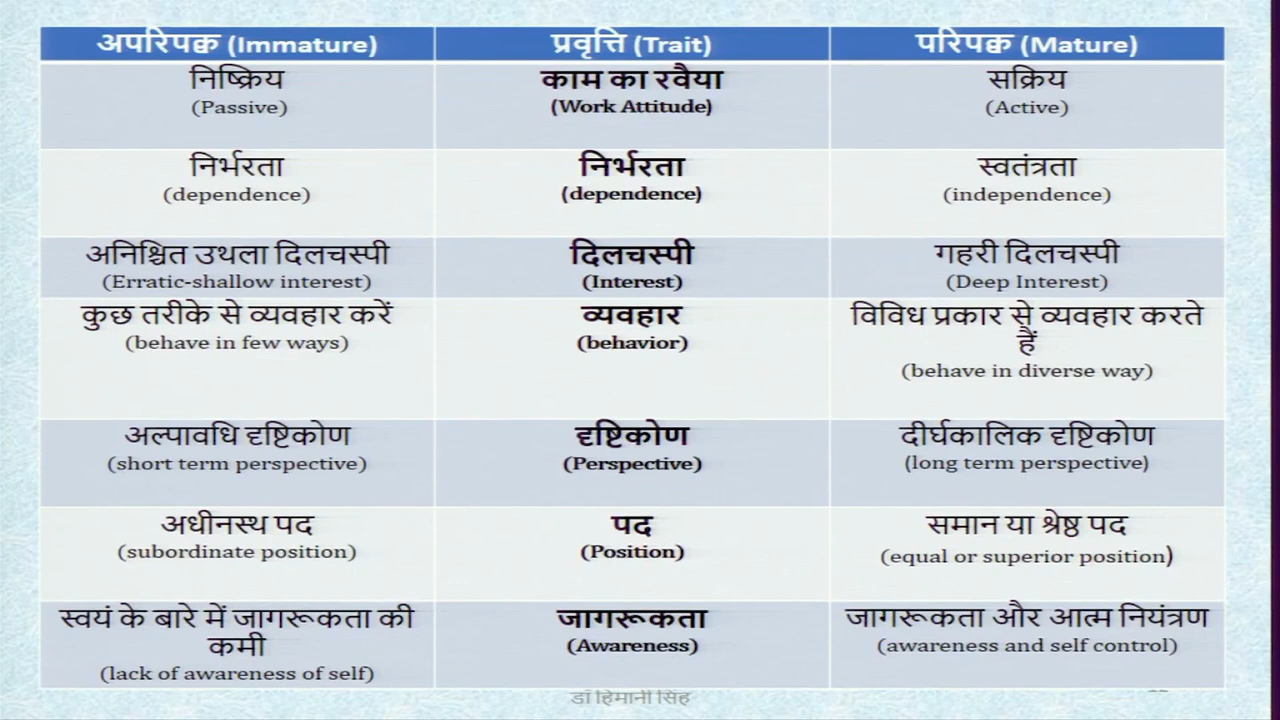 अपरिपक्व (Immature)
प्रवृत्ति (Trait)
परिपक्व (Mature)
निष्क्रिय
(Passive)
काम का रवैया
(Work Attitude)
सक्रिय
(Active)
निर्भरता
(dependence)
निर्भरता
(dependence)
स्वतंत्रता
(independence)
अनिश्चित उथला दिलचस्पी
(Erratic-shallow interest)
दिलचस्पी
(Interest)
गहरी दिलचस्पी
(Deep Interest)
कुछ तरीके से व्यवहार करें
(behave in few ways)
व्यवहार
(behavior)
विविध प्रकार से व्यवहार करते
हैं
(behave in diverse way)
अल्पावधि दृष्टिकोण
(short term perspective)
दृष्टिकोण
(Perspective)
दीर्घकालिक दृष्टिकोण
(long term perspective)
अधीनस्थ पद
(subordinate position)
पद
(Position)
समान या श्रेष्ठ पद
(equal or superior position)
स्वयं के बारे में जागरूकता की
कमी
(lack of awareness of self)
जागरूकता
(Awareness)
जागरूकता और आत्म नियंत्रण
(awareness and self control)
डॉ हिमानी सिंह